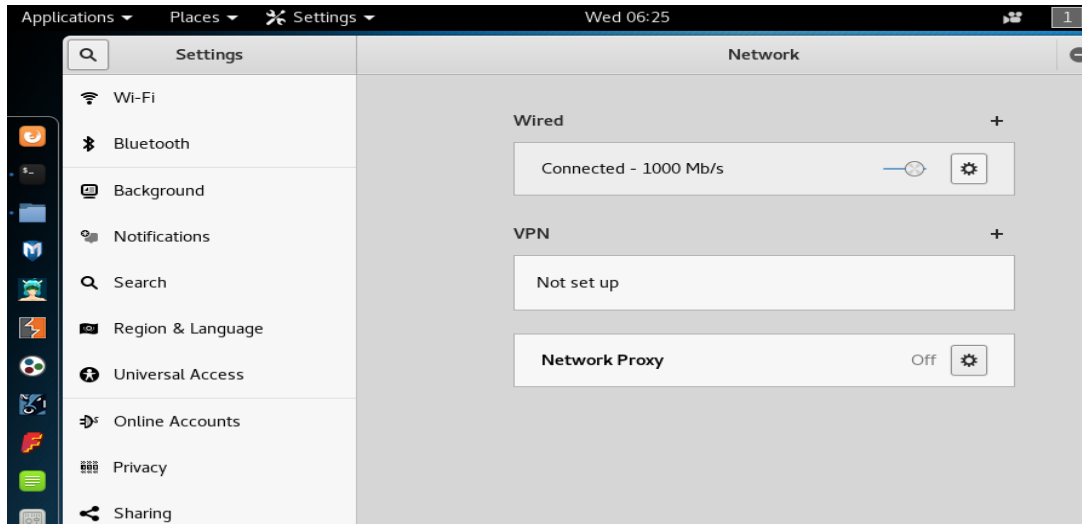 Applications Places Settings Wed 06:25 1
Settings Network
Wi-Fi
Bluetooth
Background
Notifications
Search
Region & Language
Universal Access
Online Accounts
Privacy
Sharing
Wired +
Connected - 1000 Mb/s
VPN +
Not set up
Network Proxy Off